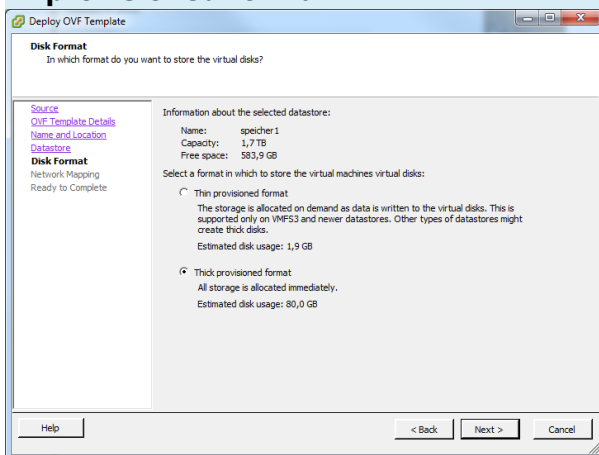 Deploy OVF Template
Disk Format
In which format do you want to store the virtual disks?
Source
OVF Template Details
Name and Location
Datastore
Disk Format
Network Mapping
Ready to Complete
Information about the selected datastore:
Name: speicher1
Capacity: 1,7 TB
Free space: 583,9 GB
Select a format in which to store the virtual machines virtual disks:
Thin provisioned format
The storage is allocated on demand as data is written to the virtual disks. This is
supported only on VMFS3 and newer datastores. Other types of datastores might
create thick disks.
Estimated disk usage: 1,9 GB
Thick provisioned format
All storage is allocated immediately.
Estimated disk usage: 80,0 GB
Help
< Back Next > Cancel